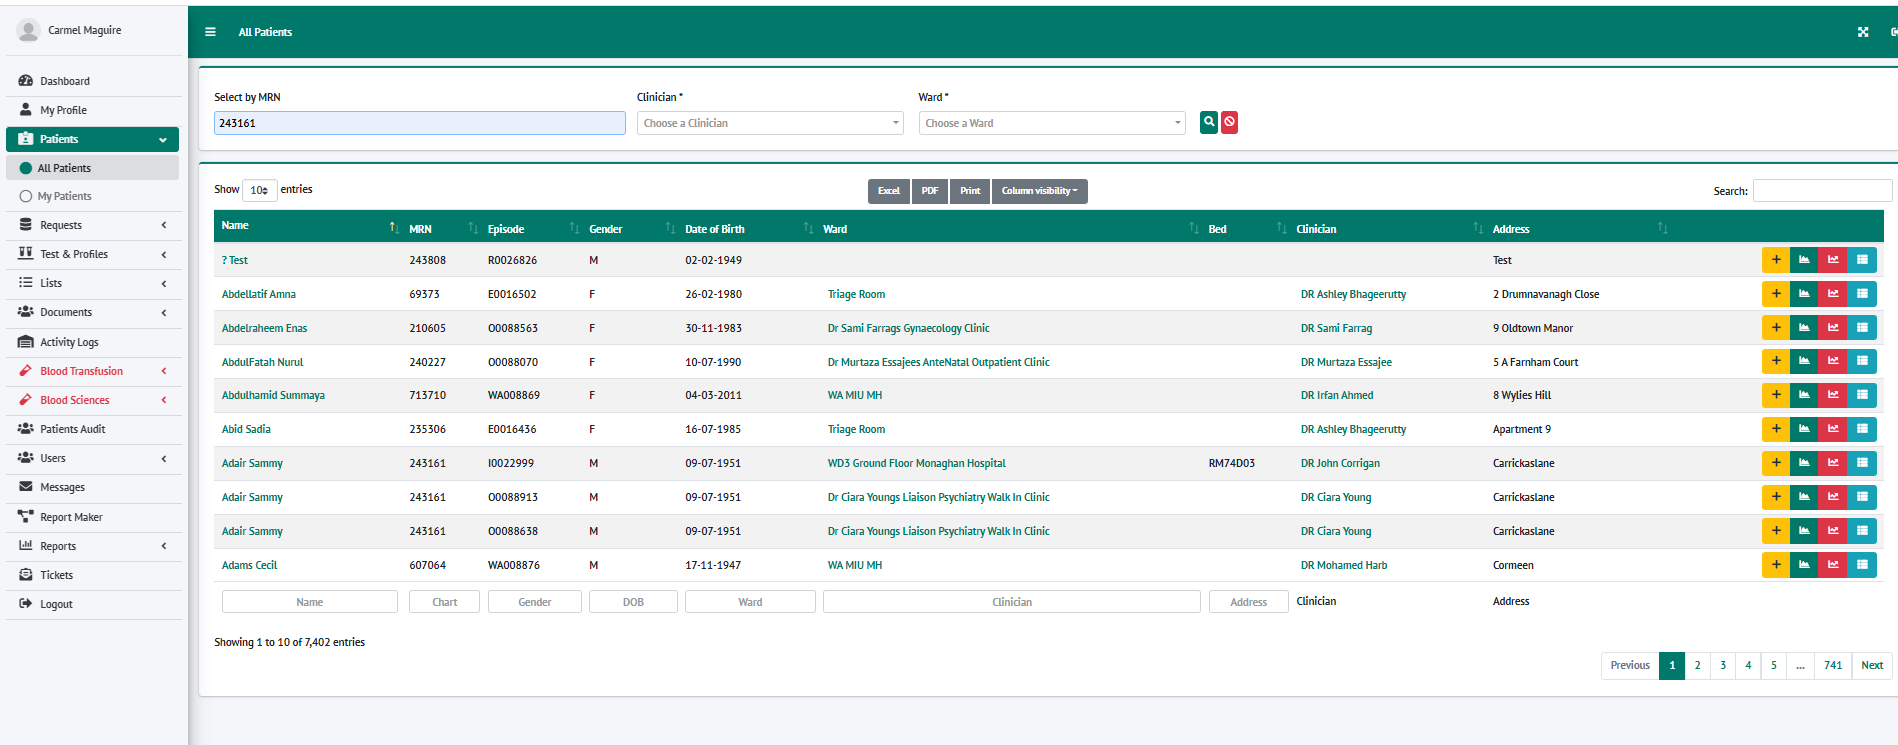 Carmel Maguire
All Patients
Dashboard
My Profile
Patients
All Patients
My Patients
Requests
Test & Profiles
Lists
Documents
Activity Logs
Blood Transfusion
Blood Sciences
Patients Audit
Users
Messages
Report Maker
Reports
Tickets
Logout
Select by MRN Clinician * Ward *
243161 Choose a Clinician Choose a Ward
Show 10 entries Excel PDF Print Column visibility Search:
Name MRN Episode Gender Date of Birth Ward Bed Clinician Address
? Test 243808 R0026826 M 02-02-1949 Test
Abdellatif Amna 69373 E0016502 F 26-02-1980 Triage Room DR Ashley Bhageerutty 2 Drumnavanagh Close
Abdelraheem Enas 210605 O0088563 F 30-11-1983 Dr Sami Farrags Gynaecology Clinic DR Sami Farrag 9 Oldtown Manor
AbdulFatah Nurul 240227 O0088070 F 10-07-1990 Dr Murtaza Essajees AnteNatal Outpatient Clinic DR Murtaza Essajee 5 A Farnham Court
Abdulhamid Summaya 713710 WA008869 F 04-03-2011 WA MIU MH DR Irfan Ahmed 8 Wylies Hill
Abid Sadia 235306 E0016436 F 16-07-1985 Triage Room DR Ashley Bhageerutty Apartment 9
Adair Sammy 243161 I0022999 M 09-07-1951 WD3 Ground Floor Monaghan Hospital RM74D03 DR John Corrigan Carrickaslane
Adair Sammy 243161 O0088913 M 09-07-1951 Dr Ciara Youngs Liaison Psychiatry Walk In Clinic DR Ciara Young Carrickaslane
Adair Sammy 243161 O0088638 M 09-07-1951 Dr Ciara Youngs Liaison Psychiatry Walk In Clinic DR Ciara Young Carrickaslane
Adams Cecil 607064 WA008876 M 17-11-1947 WA MIU MH DR Mohamed Harb Cormeen
Name Chart Gender DOB Ward Clinician Address Clinician Address
Showing 1 to 10 of 7,402 entries
Previous 1 2 3 4 5 ... 741 Next